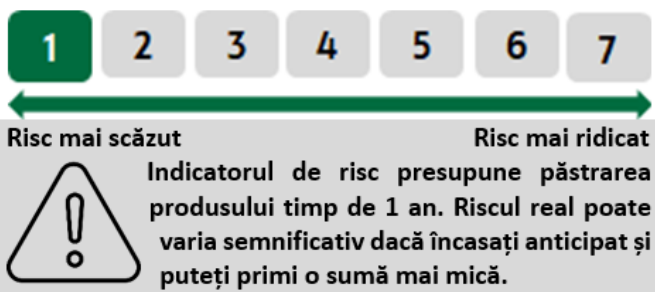 1 2 3 4 5 6 7
Risc mai scăzut Risc mai ridicat
Indicatorul de risc presupune păstrarea
produsului timp de 1 an. Riscul real poate
varia semnificativ dacă încasați anticipat și
puteți primi o sumă mai mică.